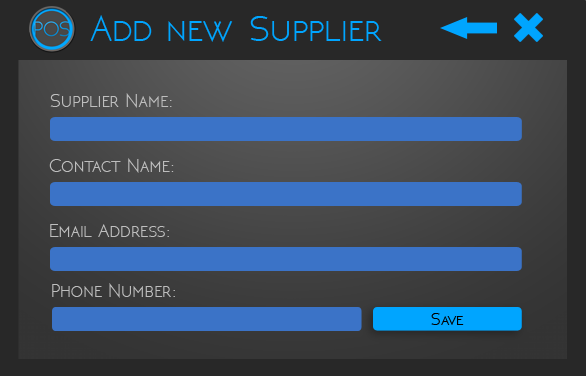 POS
Add new Supplier
Supplier Name:
Contact Name:
Email Address:
Phone Number:
Save